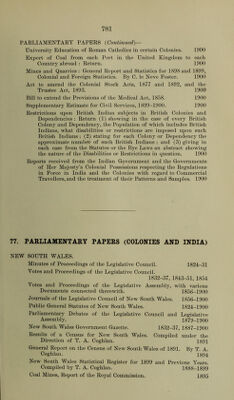 781
PARLIAMENTARY PAPERS (Continued)—
University Education of Roman Catholics in certain Colonies. 1900
Export of Coal from each Port in the United Kingdom to each
Country abroad : Return. 1900
Mines and Quarries : General Report and Statistics for 1898 and 1899,
Colonial and Foreign Statistics. By C. le Neve Foster. 1900
Act to amend the Colonial Stock Acts, 1877 and 1892, and the
Trustee Act, 1893. 1900
Bill to extend the Provisions of the Medical Act, 1858. 1900
Supplementary Estimate for Civil Services, 1899-1900. 1900
Restrictions upon British Indian subjects in British Colonies and
Dependencies : Return (1) showing in the case of every British
Colony and Dependency, the Population of which includes British
Indians, what disabilities or restrictions are imposed upon such
British Indians ; (2) stating for each Colony or Dependency the
approximate number of such British Indians ; and (3) giving in
each case from the Statutes or the Bye Laws an abstract showing
the nature of the Disabilities or Restrictions in question. 1900
Reports received from the Indian Government and the Governments
of Her Majesty's Colonial Possessions respecting the Regulations
in Force in India and the Colonies with regard to Commercial
Travellers, and the treatment of their Patterns and Samples. 1900
77. PARLIAMENTARY PAPERS (COLONIES AND INDIA)
NEW SOUTH WALES.
Minutes of Proceedings of the Legislative Council. 1824-31
Votes and Proceedings of the Legislative Council.
1832-37, 1843-51, 1854
Votes and Proceedings of the Legislative Assembly, with various
Documents connected therewith. 1856-1900
Journals of the Legislative Council of New South Wales. 1856-1900
Public General Statutes of New South Wales. 1824-1900
Parliamentary Debates of the Legislative Council and Legislative
Assembly. 1879-1900
New South Wales Government Gazette. 1832-37, 1887-1900
Results of a Census for New South Wales. Compiled under the
Direction of T. A. Coghlan. 1891
General Report on the Census of New South Wales of 1891. By T. A.
Coghlan. 1894
New South Wales Statistical Register for 1899 and Previous Years.
Compiled by T. A. Coghlan. 1888-1889
Coal Mines, Report of the Royal Commission. 1895